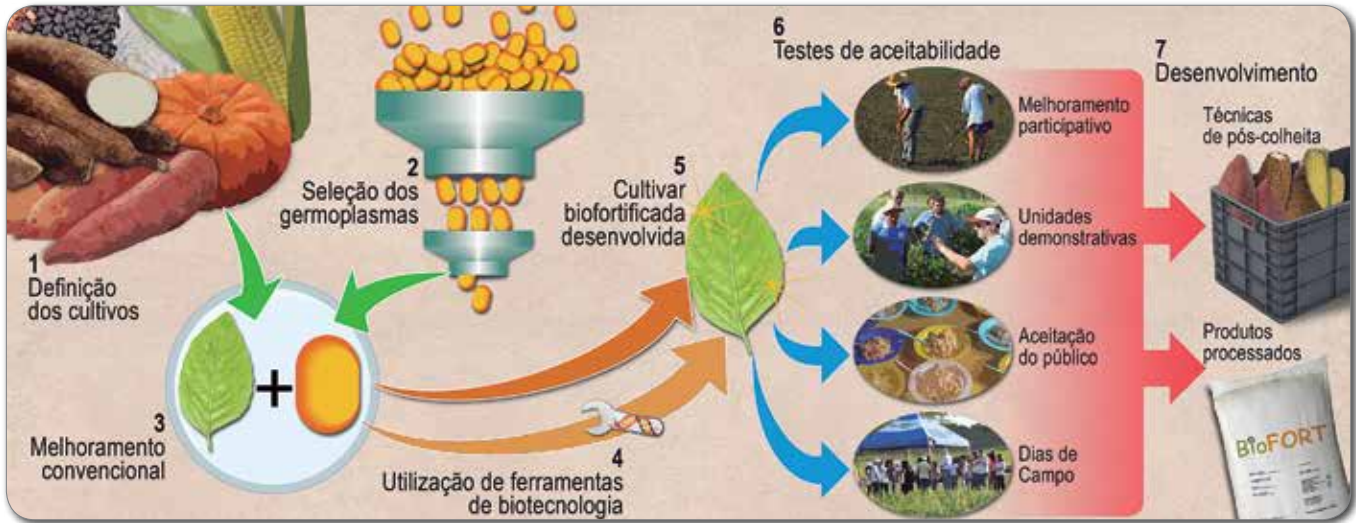 1
Definição
dos cultivos
2
Seleção dos
germoplasmas
3
Melhoramento
convencional
4
Utilização de ferramentas
de biotecnologia
5
Cultivar
biofortificada
desenvolvida
6
Testes de aceitabilidade
Melhoramento
participativo
Unidades
demonstrativas
Aceitação
do público
Dias de
Campo
7
Desenvolvimento
Técnicas
de pós-colheita
Produtos
processados
BioFORT